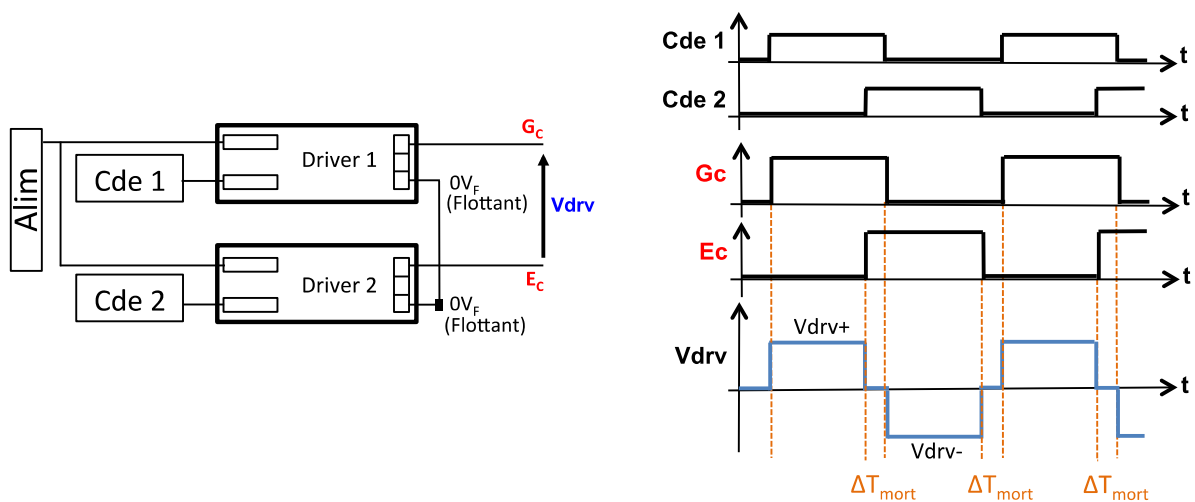 Alim
Cde 1
Driver 1
G_C
0V_F
(Flottant)
Vdrv
Cde 2
Driver 2
E_C
0V_F
(Flottant)
Cde 1
t
Cde 2
t
Gc
t
Ec
t
Vdrv
Vdrv+
t
Vdrv-
ΔT_mort
ΔT_mort
ΔT_mort